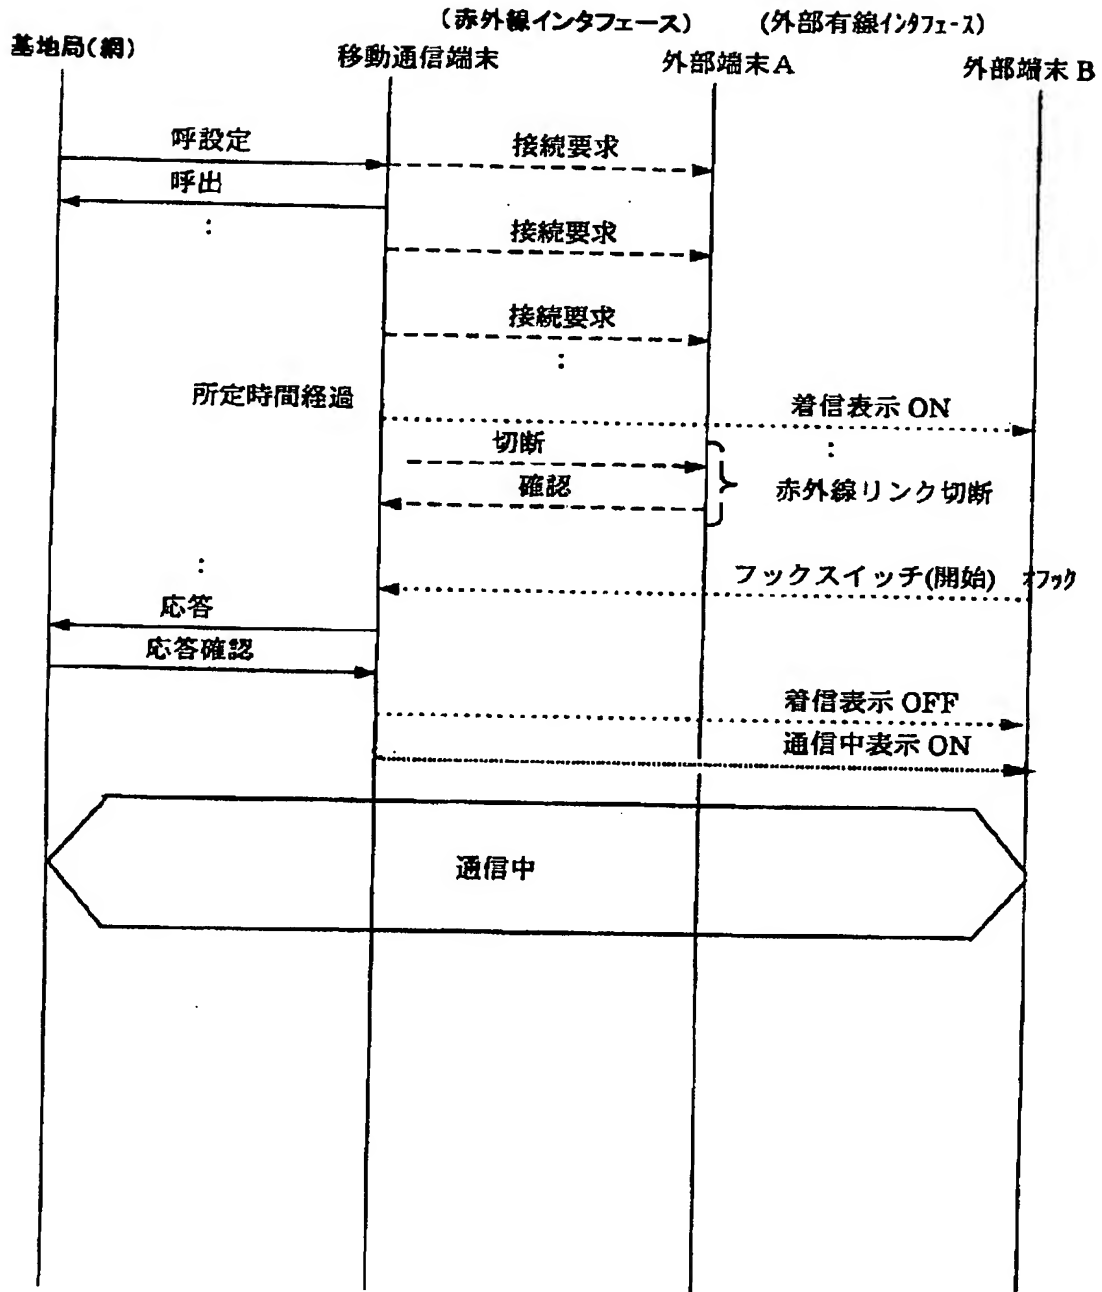 (赤外線インタフェース) (外部有線インタフェース)
基地局(網) 移動通信端末 外部端末A 外部端末B
呼設定 接続要求
呼出
:
接続要求
接続要求
:
所定時間経過 着信表示 ON
:
切断
確認 赤外線リンク切断
:
フックスイッチ(開始) オフック
応答
応答確認
着信表示 OFF
通信中表示 ON
通信中